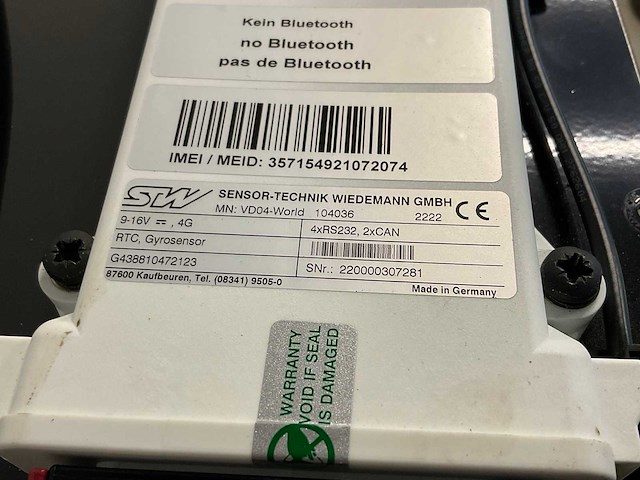 Kein Bluetooth
no Bluetooth
pas de Bluetooth
IMEI / MEID: 357154921072074
STW SENSOR-TECHNIK WIEDEMANN GMBH CE
MN: VD04-World 104036 2222
9-16V ⎓, 4G
4xRS232, 2xCAN
RTC, Gyrosensor
G438810472123
SNr.: 220000307281
87600 Kaufbeuren, Tel. (08341) 9505-0
Made in Germany
WARRANTY
VOID IF SEAL
IS DAMAGED